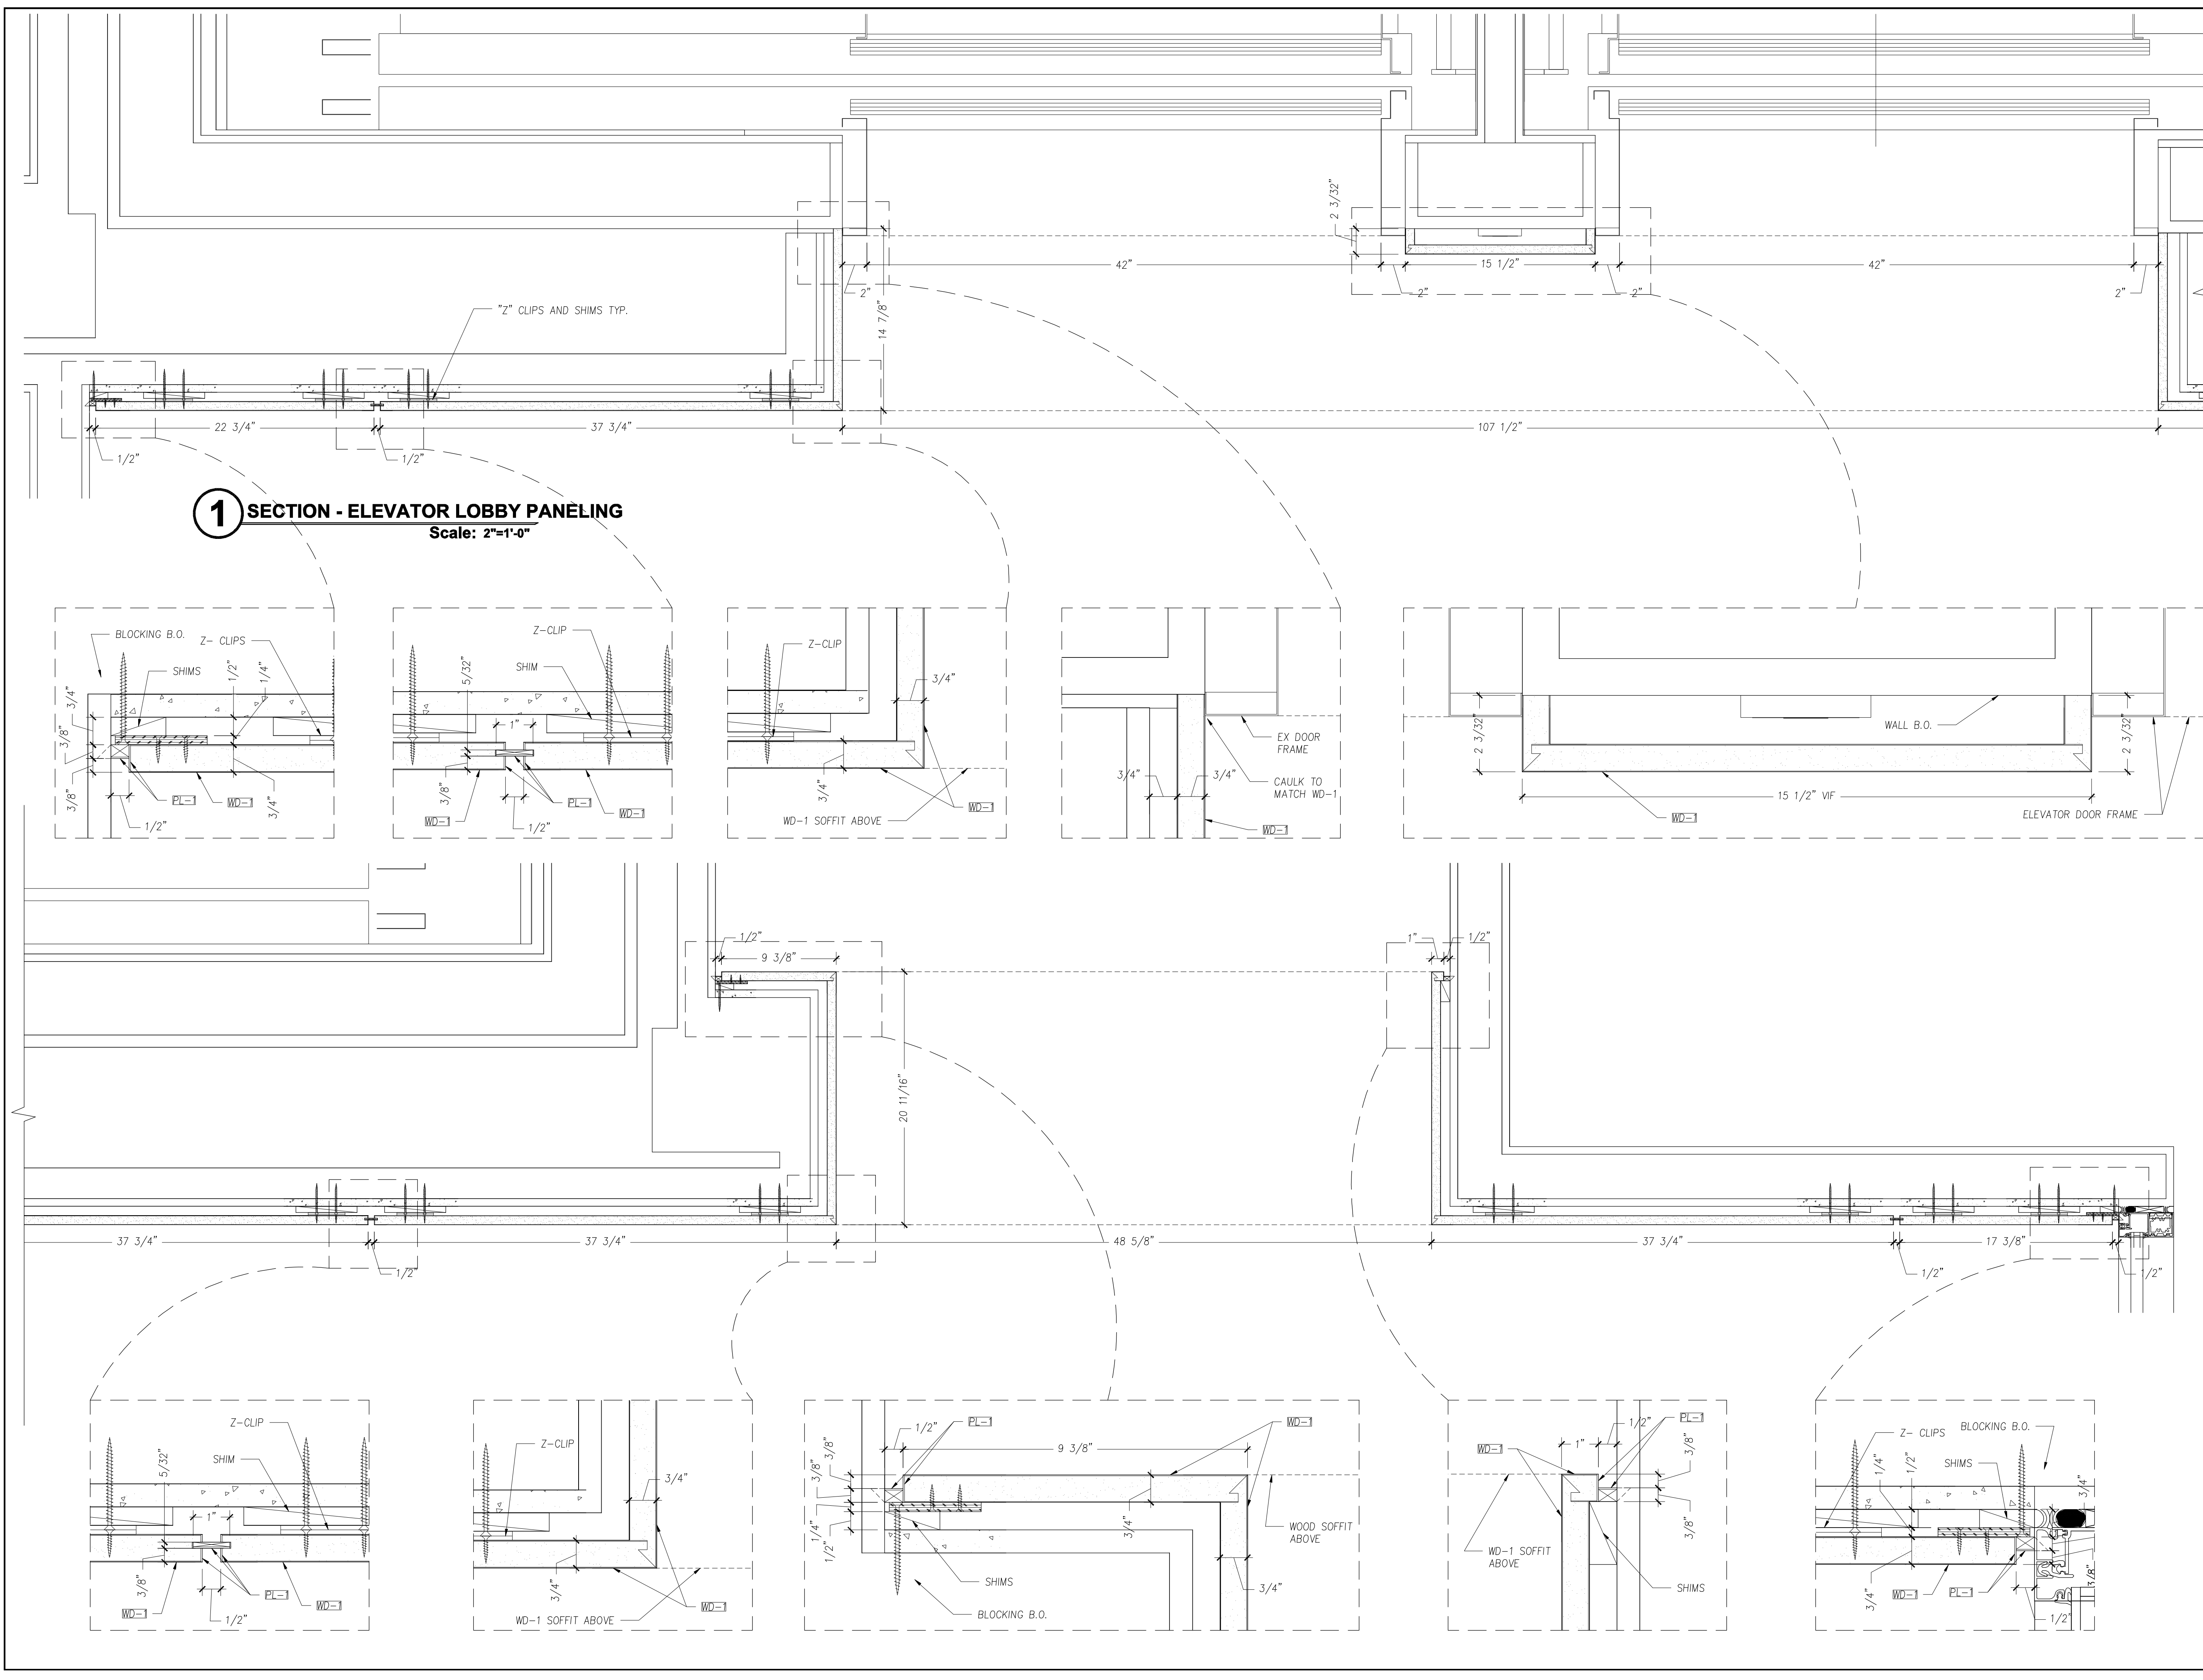 2 3/32"
42"
15 1/2"
42"
2"
2"
2"
2"
14 7/8"
"Z" CLIPS AND SHIMS TYP.
22 3/4"
37 3/4"
107 1/2"
1/2"
1/2"
1 SECTION - ELEVATOR LOBBY PANELING
Scale: 2"=1'-0"
BLOCKING B.O.
Z- CLIPS
SHIMS
1/2"
1/4"
3/4"
3/8"
3/8"
PL-1
WD-1
3/4"
1/2"
Z-CLIP
SHIM
5/32"
1"
3/8"
PL-1
WD-1
WD-1
1/2"
Z-CLIP
3/4"
3/4"
WD-1
WD-1 SOFFIT ABOVE
EX DOOR
FRAME
3/4"
3/4"
CAULK TO
MATCH WD-1
WD-1
2 3/32"
WALL B.O.
2 3/32"
15 1/2" VIF
WD-1
ELEVATOR DOOR FRAME
1/2"
9 3/8"
1"
1/2"
20 11/16"
37 3/4"
37 3/4"
48 5/8"
37 3/4"
17 3/8"
1/2"
1/2"
1/2"
Z-CLIP
SHIM
5/32"
1"
3/8"
PL-1
WD-1
WD-1
1/2"
Z-CLIP
3/4"
3/4"
WD-1
WD-1 SOFFIT ABOVE
1/2"
PL-1
WD-1
9 3/8"
3/8"
3/8"
1/4"
1/2"
3/4"
WOOD SOFFIT
ABOVE
SHIMS
3/4"
BLOCKING B.O.
1/2"
PL-1
WD-1
1"
3/8"
3/8"
WD-1 SOFFIT
ABOVE
SHIMS
Z- CLIPS
BLOCKING B.O.
1/4"
1/2"
SHIMS
3/4"
3/8"
3/4"
WD-1
PL-1
1/2"